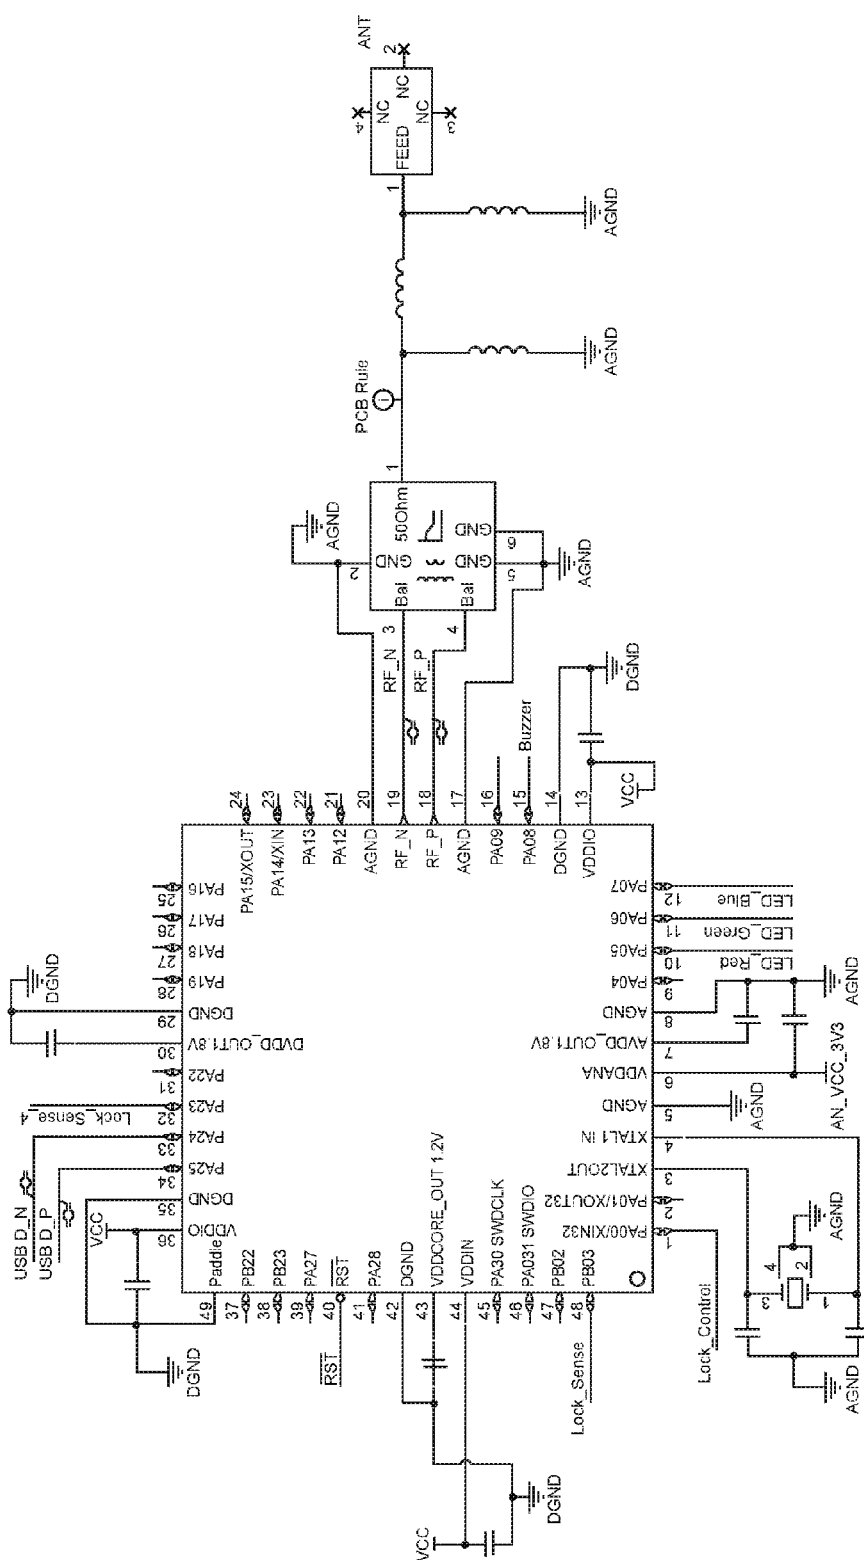 ANT
2
NC
4
NC
NC
3
FEED
1
AGND
AGND
PCB Rule
i
1
50Ohm
AGND
2
GND
GND
6
GND
5
AGND
Bal
Bal
3
4
RF_N
RF_P
DGND
Buzzer
VCC
24
23
22
21
20
19
18
17
16
15
14
13
PA15/XOUT
PA14/XIN
PA13
PA12
AGND
RF_N
RF_P
AGND
PA09
PA08
DGND
VDDIO
25
PA16
26
PA17
27
PA18
28
PA19
29
DGND
30
DVDD_OUT1.8V
31
PA22
32
PA23
33
PA24
34
PA25
35
DGND
36
VDDIO
DGND
Lock_Sense_4
USB D_N
USB D_P
VCC
PA07
12
LED_Blue
PA06
11
LED_Green
PA05
10
LED_Red
PA04
9
AGND
8
AVDD_OUT1.8V
7
VDDANA
6
AGND
5
XTAL1 IN
4
XTAL2OUT
3
PA01/XOUT32
2
PA00/XIN32
1
AGND
AN_VCC_3V3
AGND
AGND
4
2
3
1
Lock_Control
AGND
Paddle
PB22
PB23
PA27
RST
PA28
DGND
VDDCORE_OUT 1.2V
VDDIN
PA30 SWDCLK
PA031 SWDIO
PB02
PB03
49
37
38
39
40
41
42
43
44
45
46
47
48
DGND
RST
Lock_Sense
VCC
DGND